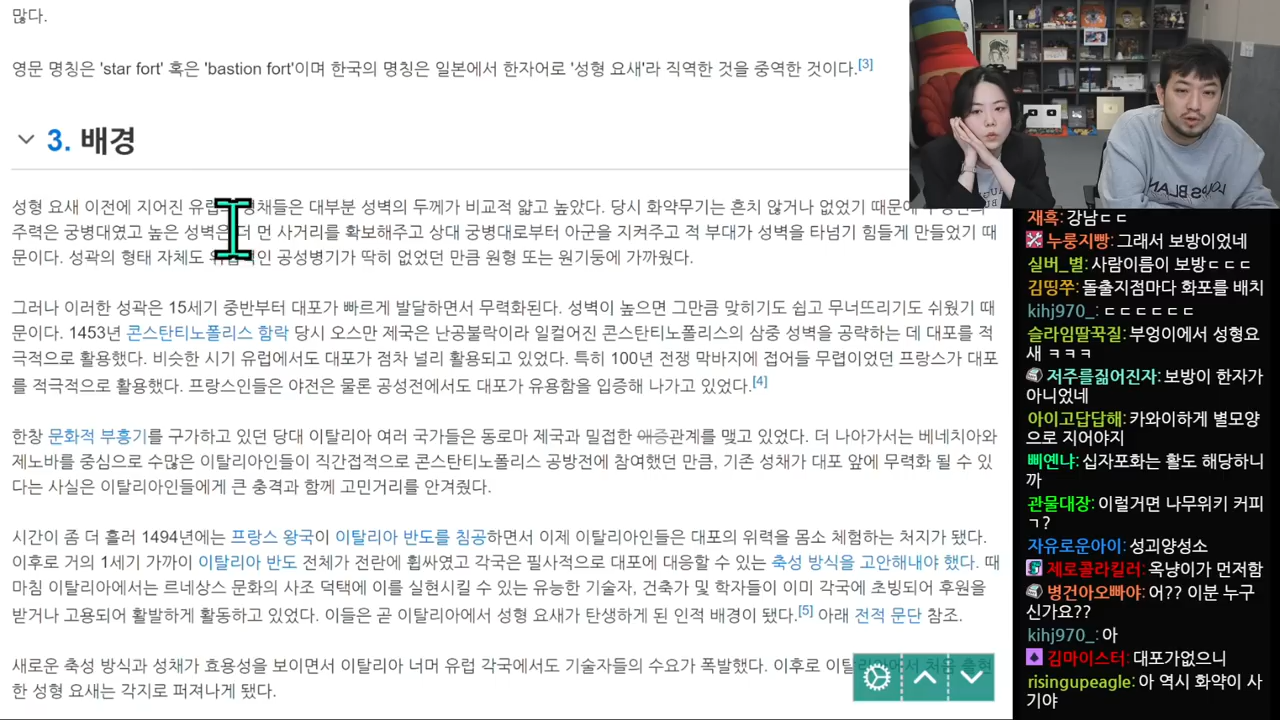 많다.
영문 명칭은 'star fort' 혹은 'bastion fort'이며 한국의 명칭은 일본에서 한자어로 '성형 요새'라 직역한 것을 중역한 것이다.[3]
3. 배경
성형 요새 이전에 지어진 성채들은 대부분 성벽의 두께가 비교적 얇고 높았다. 당시 화약무기는 흔치 않거나 없었기 때문에
주력은 궁병대였고 높은 성벽은 더 먼 사거리를 확보해주고 상대 궁병대로부터 아군을 지켜주고 적 부대가 성벽을 타넘기 힘들게 만들었기 때
문이다. 성곽의 형태 자체도 위협적인 공성병기가 딱히 없었던 만큼 원형 또는 원기둥에 가까웠다.
그러나 이러한 성곽은 15세기 중반부터 대포가 빠르게 발달하면서 무력화된다. 성벽이 높으면 그만큼 맞히기도 쉽고 무너뜨리기도 쉬웠기 때
문이다. 1453년 콘스탄티노폴리스 함락 당시 오스만 제국은 난공불락이라 일컬어진 콘스탄티노폴리스의 삼중 성벽을 공략하는 데 대포를 적
극적으로 활용했다. 비슷한 시기 유럽에서도 대포가 점차 널리 활용되고 있었다. 특히 100년 전쟁 막바지에 접어들 무렵이었던 프랑스가 대포
를 적극적으로 활용했다. 프랑스인들은 야전은 물론 공성전에서도 대포가 유용함을 입증해 나가고 있었다.[4]
한창 문화적 부흥기를 구가하고 있던 당대 이탈리아 여러 국가들은 동로마 제국과 밀접한 애증관계를 맺고 있었다. 더 나아가서는 베네치아와
제노바를 중심으로 수많은 이탈리아인들이 직간접적으로 콘스탄티노폴리스 공방전에 참여했던 만큼, 기존 성채가 대포 앞에 무력화 될 수 있
다는 사실은 이탈리아인들에게 큰 충격과 함께 고민거리를 안겨줬다.
시간이 좀 더 흘러 1494년에는 프랑스 왕국이 이탈리아 반도를 침공하면서 이제 이탈리아인들은 대포의 위력을 몸소 체험하는 처지가 됐다.
이후로 거의 1세기 가까이 이탈리아 반도 전체가 전란에 휩싸였고 각국은 필사적으로 대포에 대응할 수 있는 축성 방식을 고안해내야 했다. 때
마침 이탈리아에서는 르네상스 문화의 사조 덕택에 이를 실현시킬 수 있는 유능한 기술자, 건축가 및 학자들이 이미 각국에 초빙되어 후원을
받거나 고용되어 활발하게 활동하고 있었다. 이들은 곧 이탈리아에서 성형 요새가 탄생하게 된 인적 배경이 됐다.[5] 아래 전적 문단 참조.
새로운 축성 방식과 성채가 효용성을 보이면서 이탈리아 너머 유럽 각국에서도 기술자들의 수요가 폭발했다. 이후로 이탈리아에서 처음 출현
한 성형 요새는 각지로 퍼져나게 됐다.
재흑: 강남ㄷㄷ
누룽지빵: 그래서 보방이었네
실버_별: 사람이름이 보방ㄷㄷㄷ
김띵쭈: 돌출지점마다 화포를 배치
kihj970_: ㄷㄷㄷㄷㄷㄷ
슬라임딸꾹질: 부엉이에서 성형요
새 ㅋㅋㅋ
저주를짊어진자: 보방이 한자가
아니었네
아이고답답해: 카와이하게 별모양
으로 지어야지
삐옌냐: 십자포화는 활도 해당하니
까
관물대장: 이럴거면 나무위키 커피
ㄱ?
자유로운아이: 성괴양성소
제로콜라킬러: 옥냥이가 먼저함
병건아오빠야: 어?? 이분 누구
신가요??
kihj970_: 아
김마이스터: 대포가없으니
risingupeagle: 아 역시 화약이 사
기야